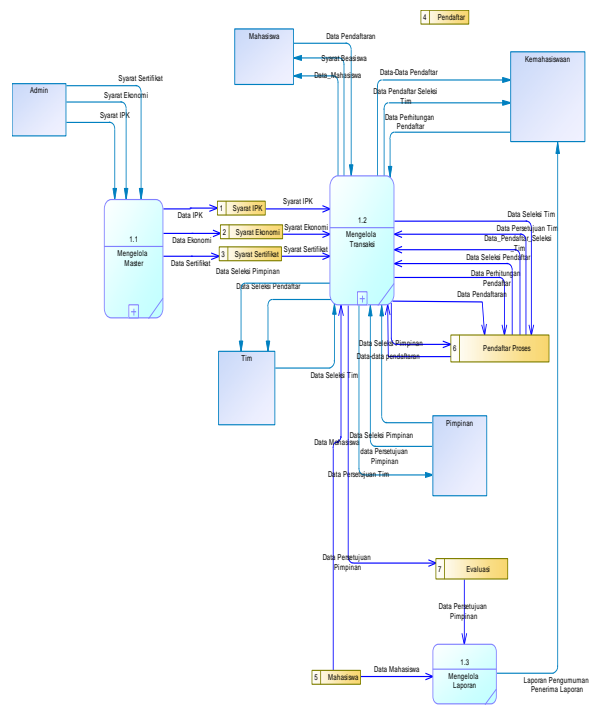 4 Pendaftar
Mahasiswa
Data Pendaftaran
Syarat Beasiswa
Data_Mahasiswa
Kemahasiswaan
Data-Data Pendaftar
Data Pendaftar Seleksi
Tim
Data Perhitungan
Pendaftar
Admin
Syarat Sertifikat
Syarat Ekonomi
Syarat IPK
1.1
Mengelola
Master
Data IPK
1 Syarat IPK
Syarat IPK
Data Ekonomi
2 Syarat Ekonomi
Syarat Ekonomi
Data Sertifikat
3 Syarat Sertifikat
Syarat Sertifikat
1.2
Mengelola
Transaksi
Data Seleksi Tim
Data Persetujuan Tim
Data_Pendaftar_Seleksi
_Tim
Data Seleksi Pendaftar
Data Perhitungan
Pendaftar
Data Pendaftaran
Data Seleksi Pimpinan
Data Seleksi Pendaftar
Tim
Data Seleksi Tim
Data Seleksi Pimpinan
Data-data pendaftaran
6 Pendaftar Proses
Pimpinan
Data Seleksi Pimpinan
data Persetujuan
Pimpinan
Data Persetujuan Tim
Data Mahasiswa
Data Persetujuan
Pimpinan
7 Evaluasi
Data Persetujuan
Pimpinan
5 Mahasiswa
Data Mahasiswa
1.3
Mengelola
Laporan
Laporan Pengumuman
Penerima Laporan